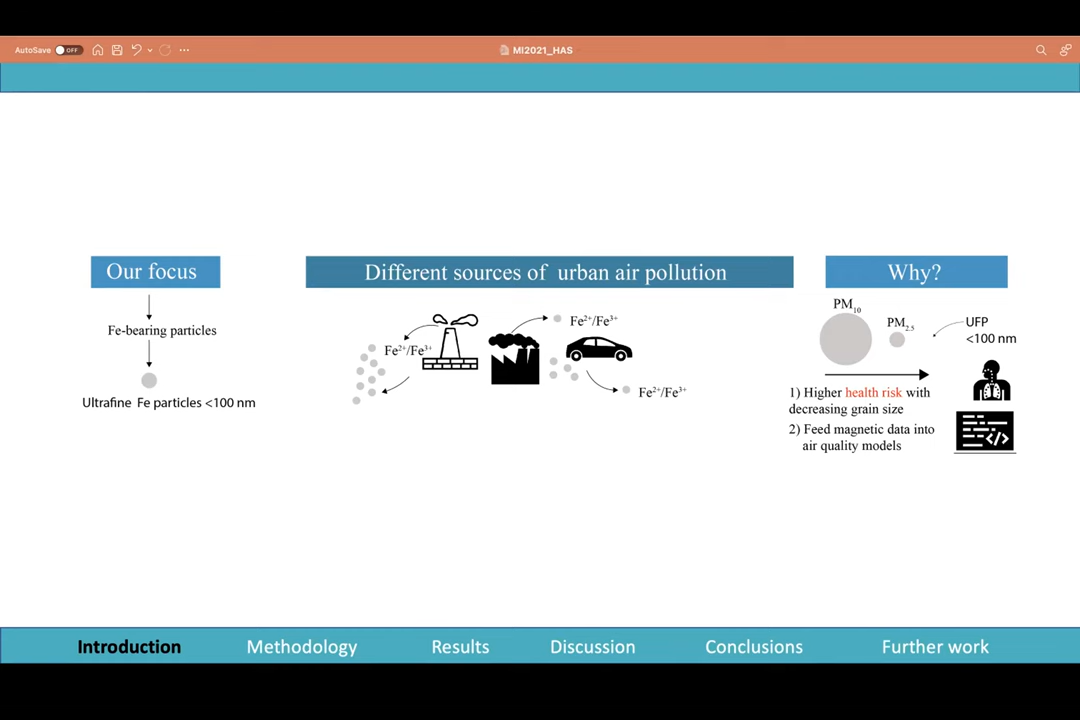 AutoSave OFF
MI2021_HAS
Our focus
Fe-bearing particles
Ultrafine Fe particles <100 nm
Different sources of urban air pollution
Fe²⁺/Fe³⁺
Fe²⁺/Fe³⁺
Fe²⁺/Fe³⁺
Why?
PM₁₀
PM₂.₅
UFP
<100 nm
1) Higher health risk with
decreasing grain size
2) Feed magnetic data into
air quality models
</>
Introduction
Methodology
Results
Discussion
Conclusions
Further work